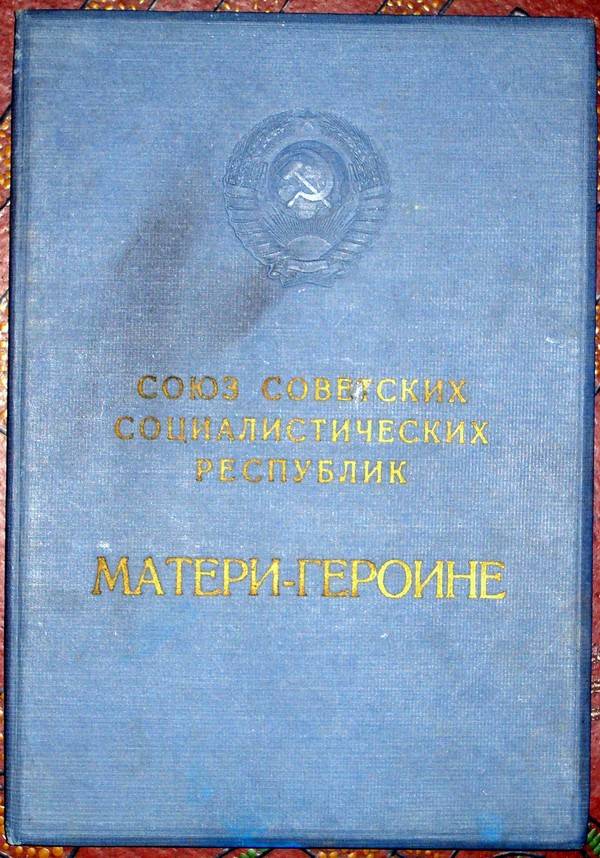 СОЮЗ СОВЕТСКИХ
СОЦИАЛИСТИЧЕСКИХ
РЕСПУБЛИК
МАТЕРИ-ГЕРОИНЕ